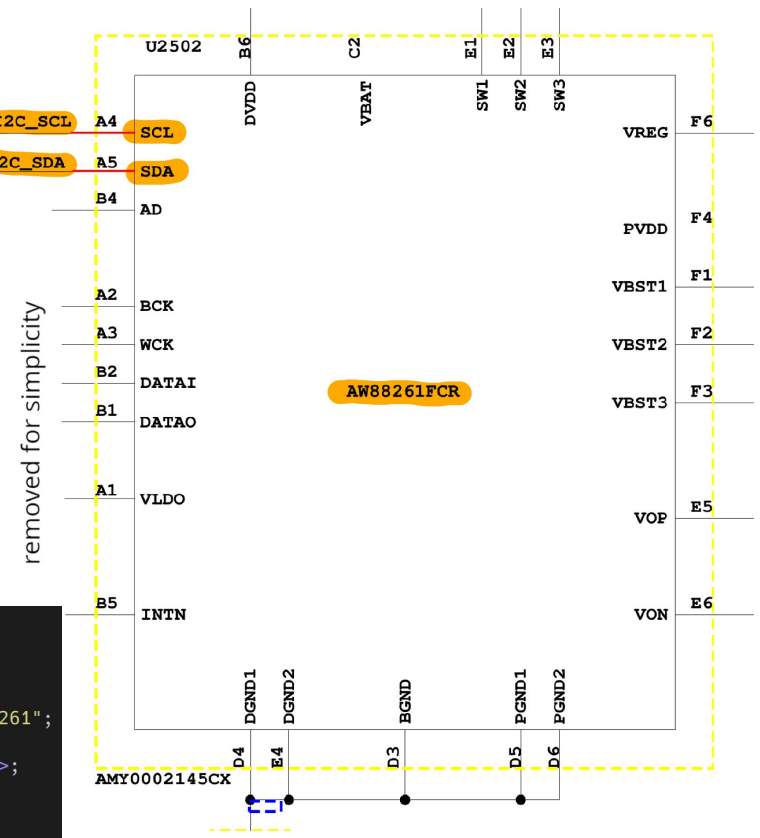 U2502
B6
C2
E1
E2
E3
DVDD
VBAT
SW1
SW2
SW3
2C_SCL
A4
SCL
2C_SDA
A5
SDA
B4
AD
A2
BCK
A3
WCK
B2
DATAI
B1
DATAO
A1
VLDO
B5
INTN
removed for simplicity
AW88261FCR
VREG
F6
PVDD
F4
VBST1
F1
VBST2
F2
VBST3
F3
VOP
E5
VON
E6
DGND1
DGND2
BGND
PGND1
PGND2
D4
E4
D3
D5
D6
AMY0002145CX
261";
>;